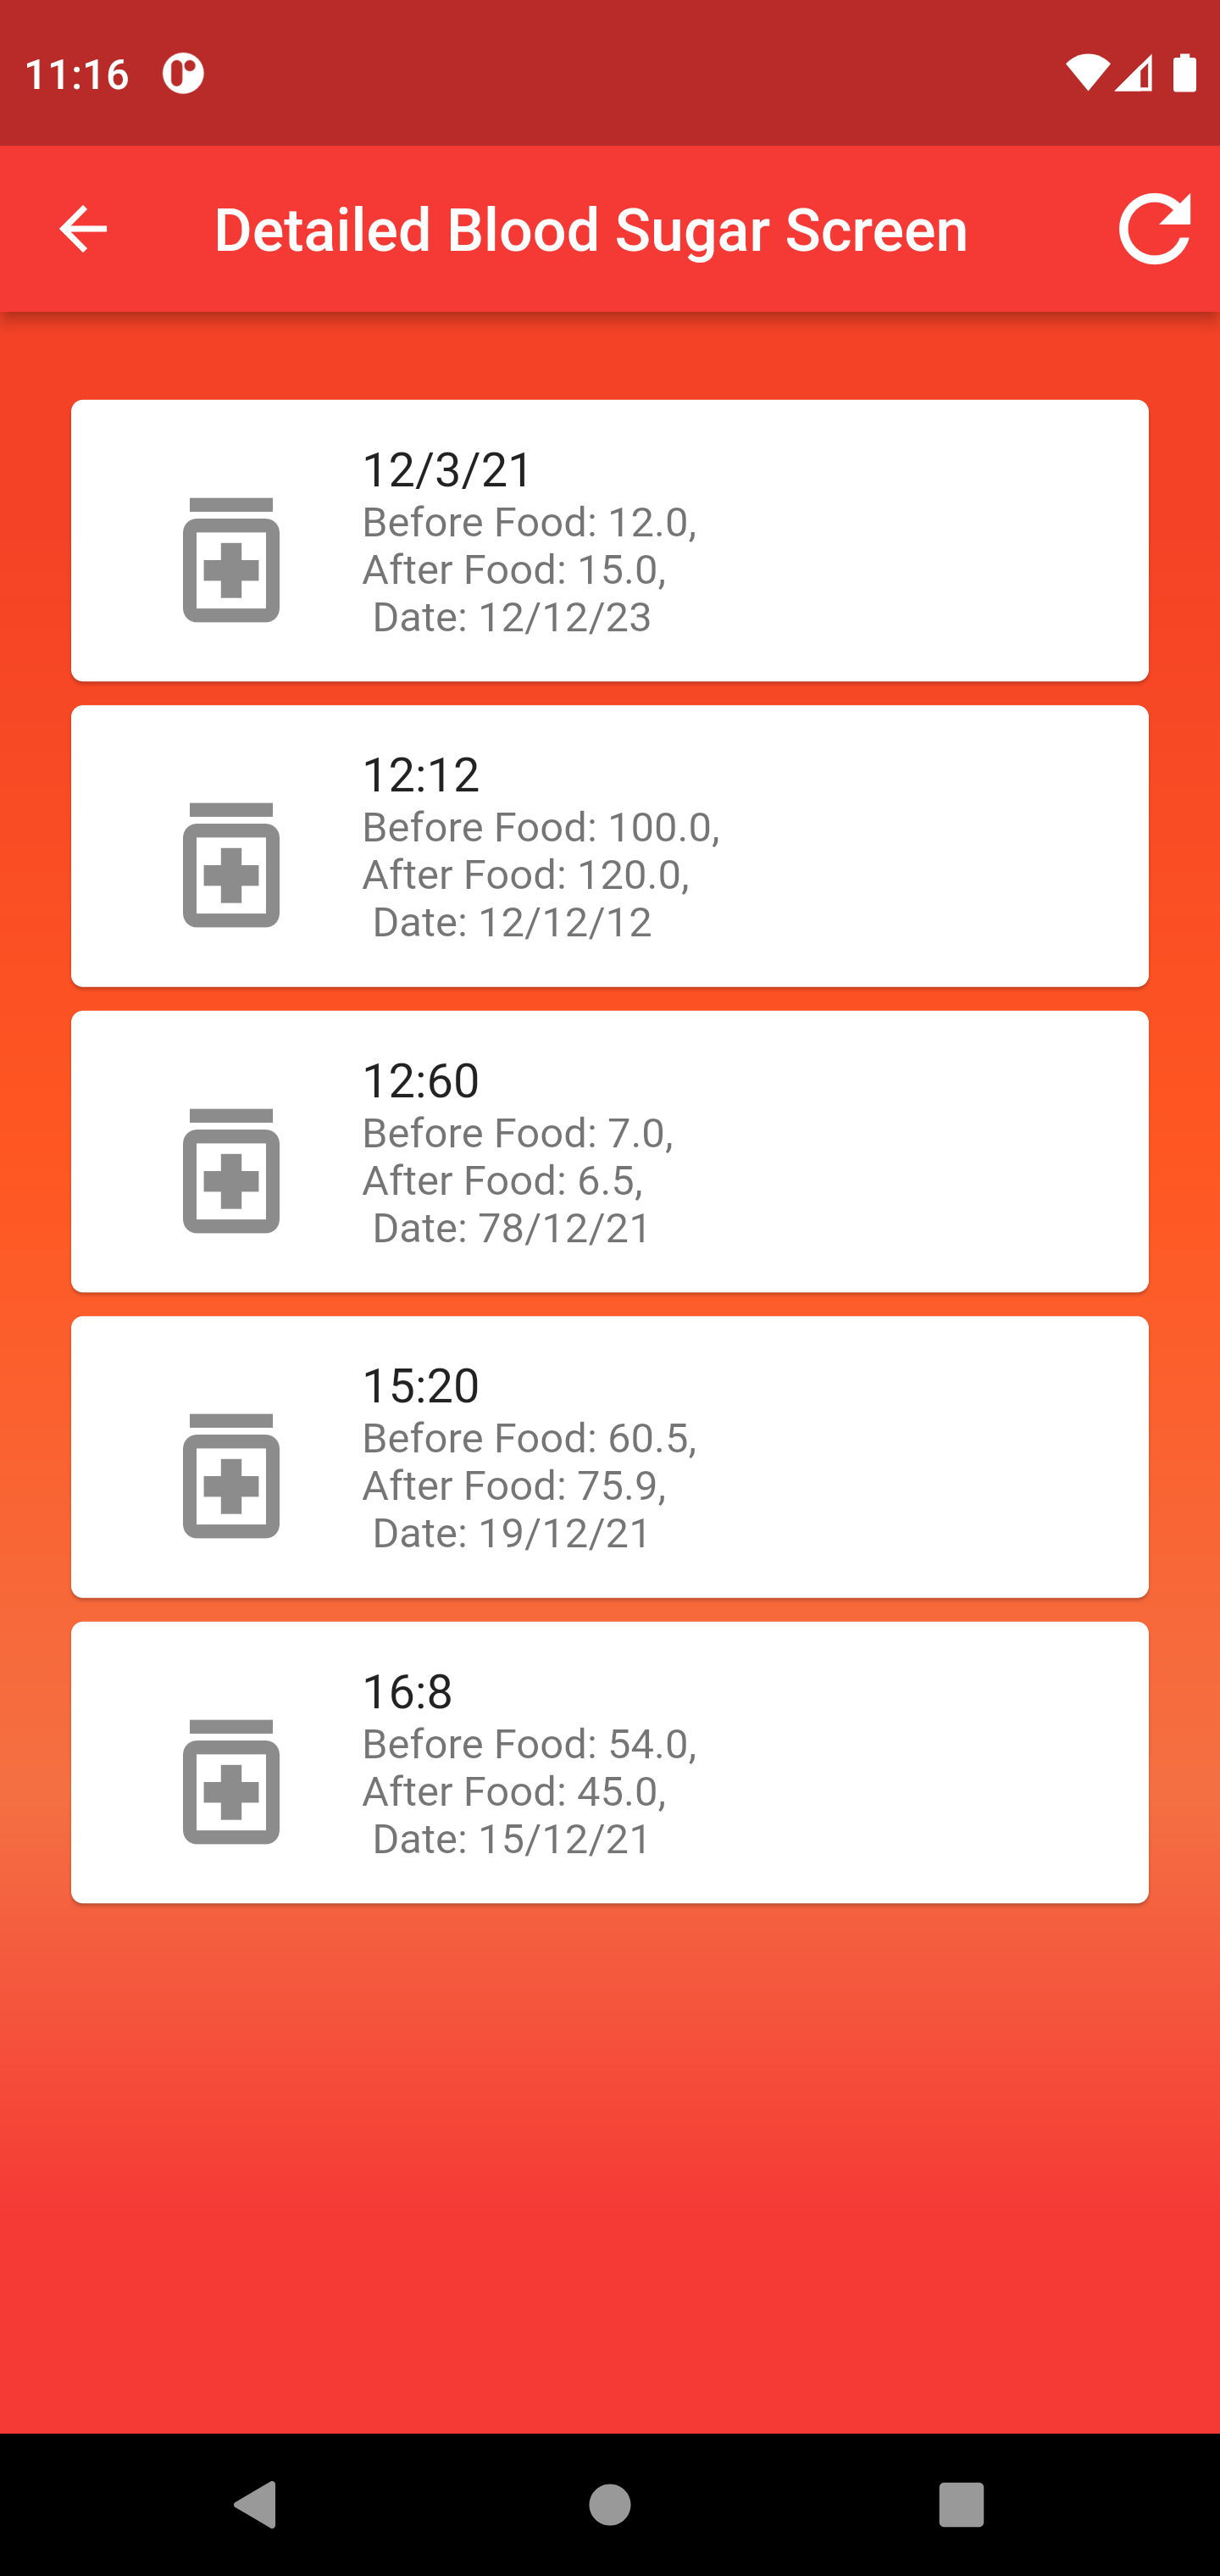 11:16
Detailed Blood Sugar Screen
12/3/21
Before Food: 12.0,
After Food: 15.0,
Date: 12/12/23
12:12
Before Food: 100.0,
After Food: 120.0,
Date: 12/12/12
12:60
Before Food: 7.0,
After Food: 6.5,
Date: 78/12/21
15:20
Before Food: 60.5,
After Food: 75.9,
Date: 19/12/21
16:8
Before Food: 54.0,
After Food: 45.0,
Date: 15/12/21